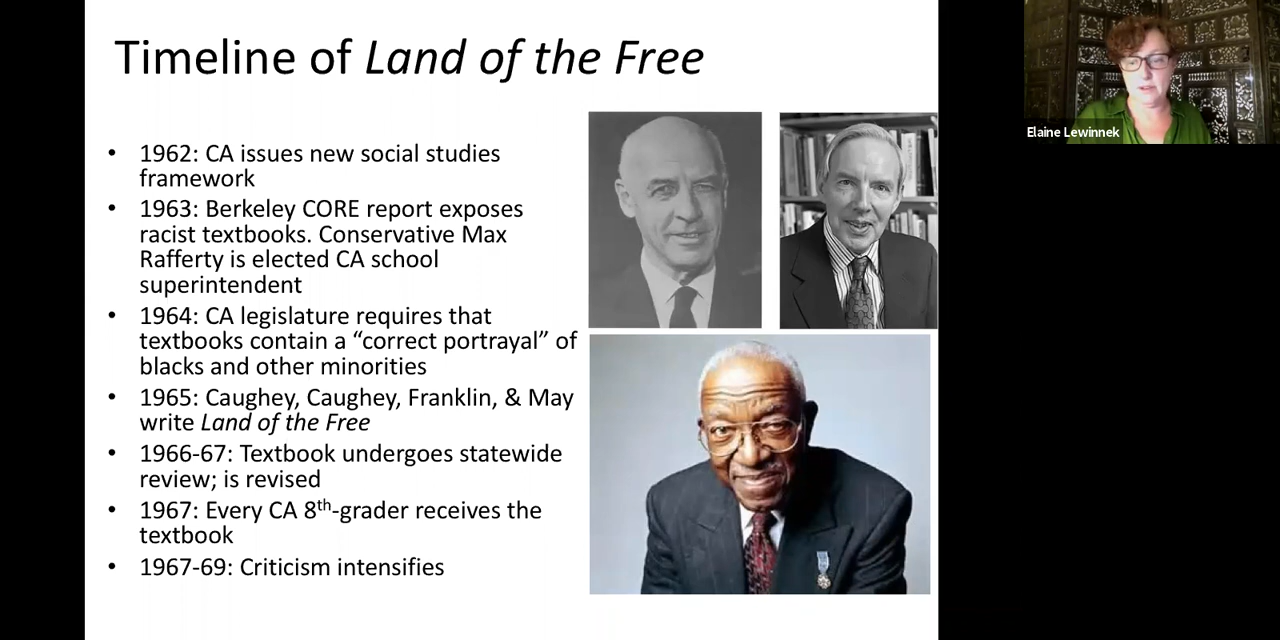 Timeline of Land of the Free
• 1962: CA issues new social studies
framework
• 1963: Berkeley CORE report exposes
racist textbooks. Conservative Max
Rafferty is elected CA school
superintendent
• 1964: CA legislature requires that
textbooks contain a “correct portrayal” of
blacks and other minorities
• 1965: Caughey, Caughey, Franklin, & May
write Land of the Free
• 1966-67: Textbook undergoes statewide
review; is revised
• 1967: Every CA 8th-grader receives the
textbook
• 1967-69: Criticism intensifies
Elaine Lewinnek